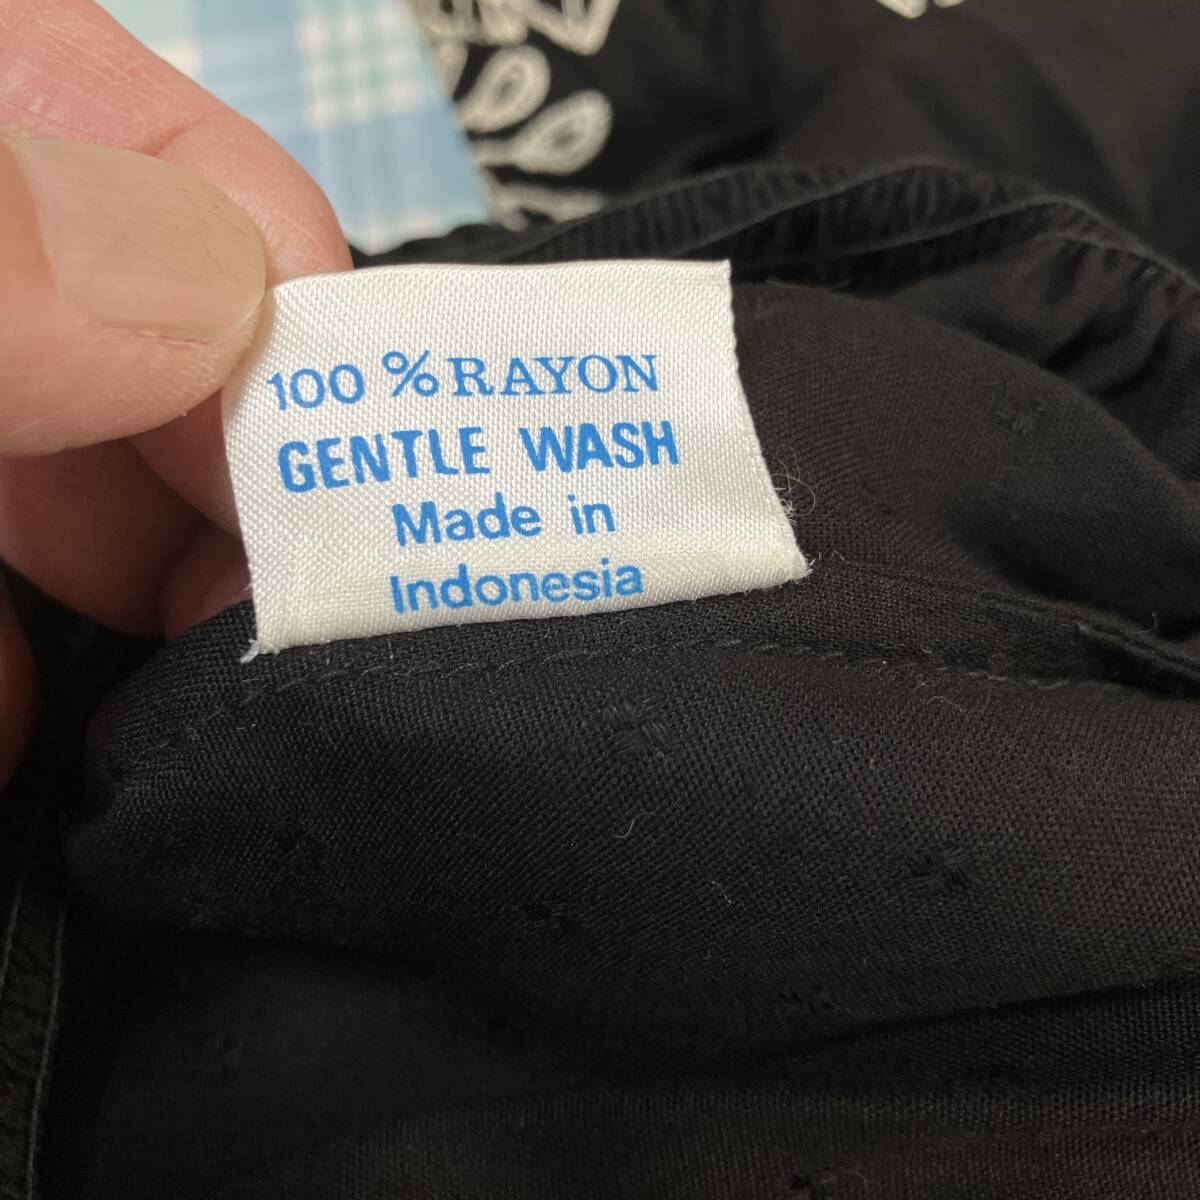 100 % RAYON
GENTLE WASH
Made in
Indonesia